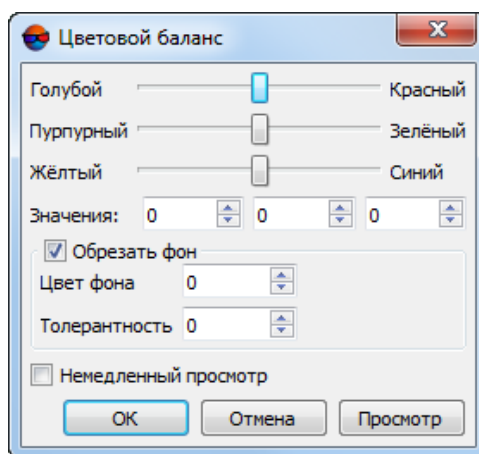 Цветовой баланс
Голубой Красный
Пурпурный Зелёный
Жёлтый Синий
Значения: 0 0 0
Обрезать фон
Цвет фона 0
Толерантность 0
Немедленный просмотр
OK Отмена Просмотр